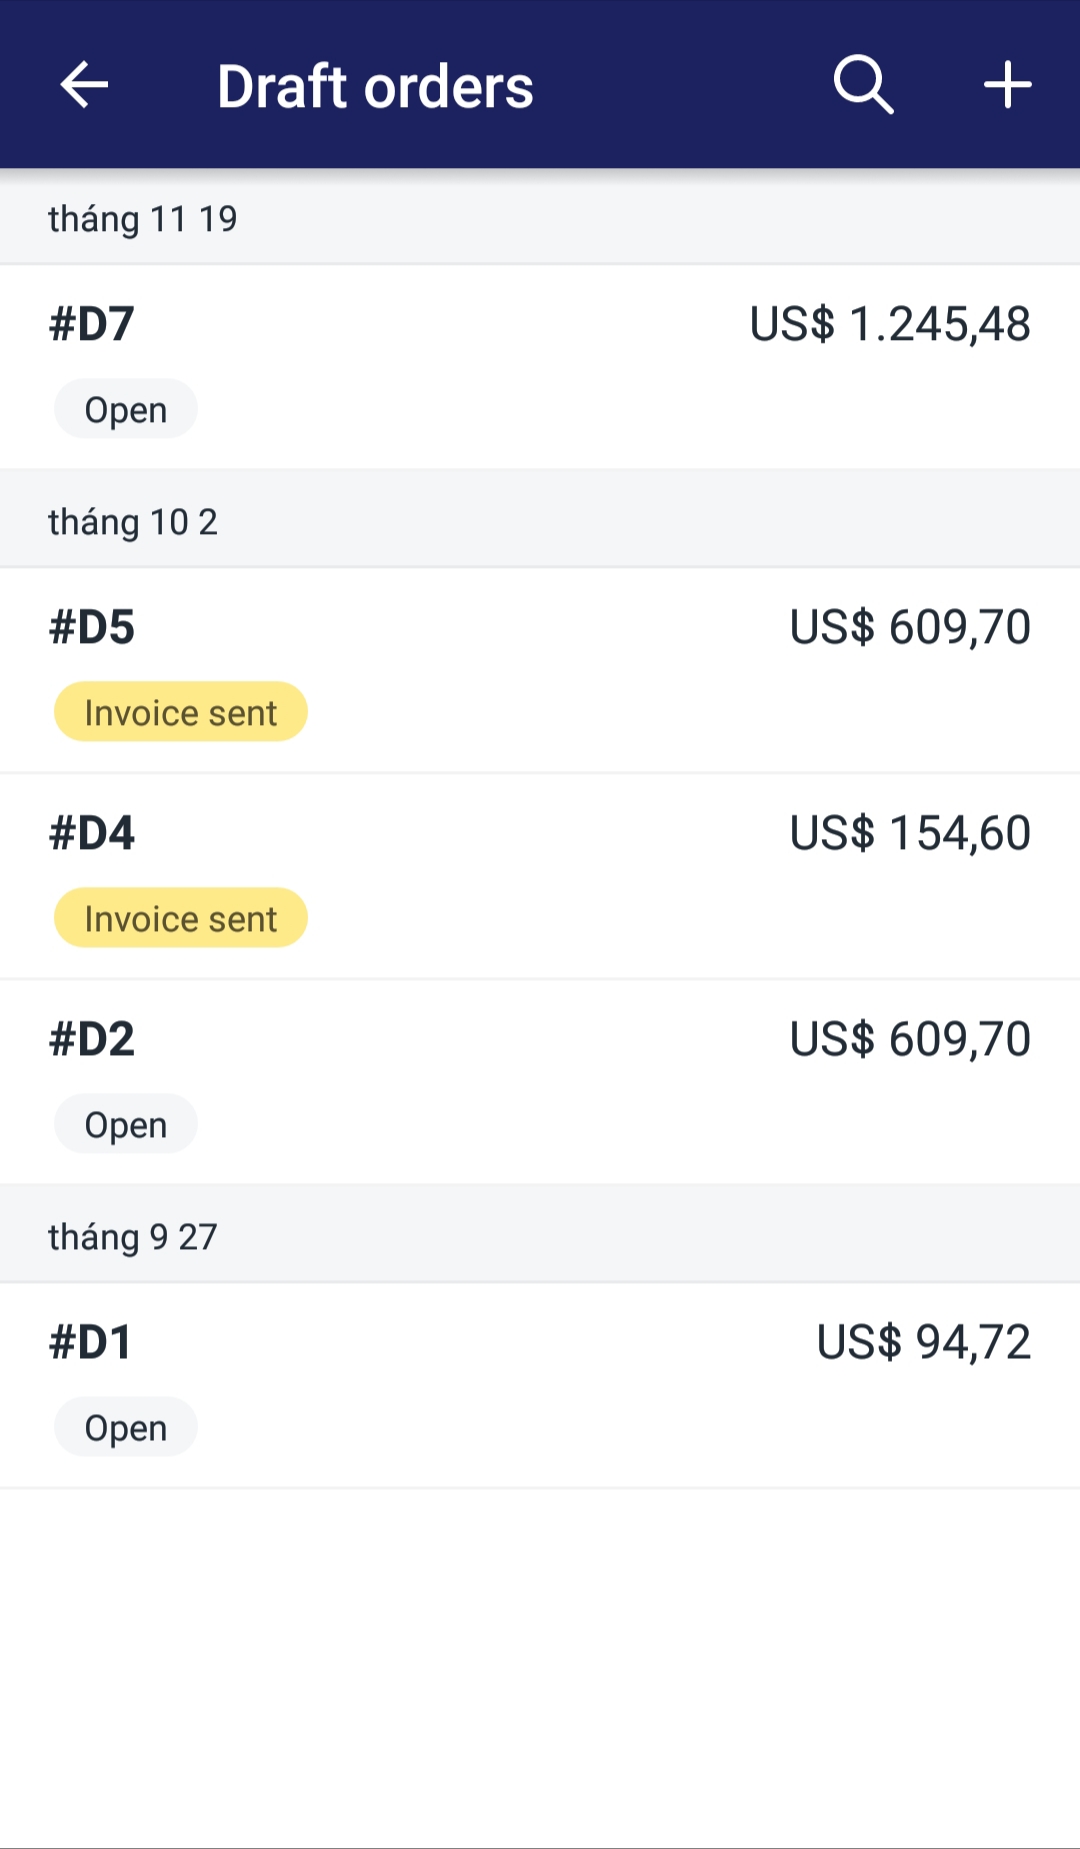 Draft orders
tháng 11 19
#D7
US$ 1.245,48
Open
tháng 10 2
#D5
US$ 609,70
Invoice sent
#D4
US$ 154,60
Invoice sent
#D2
US$ 609,70
Open
tháng 9 27
#D1
US$ 94,72
Open